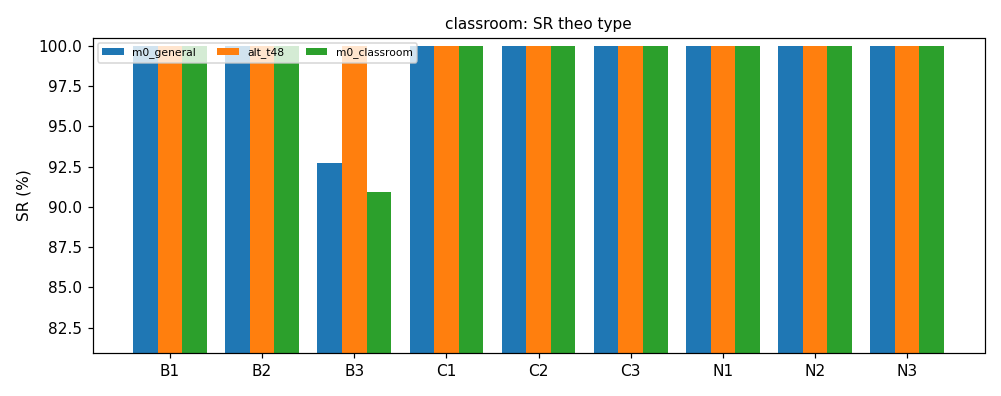 classroom: SR theo type
m0_general alt_t48 m0_classroom
SR (%)
100.0
97.5
95.0
92.5
90.0
87.5
85.0
82.5
B1 B2 B3 C1 C2 C3 N1 N2 N3